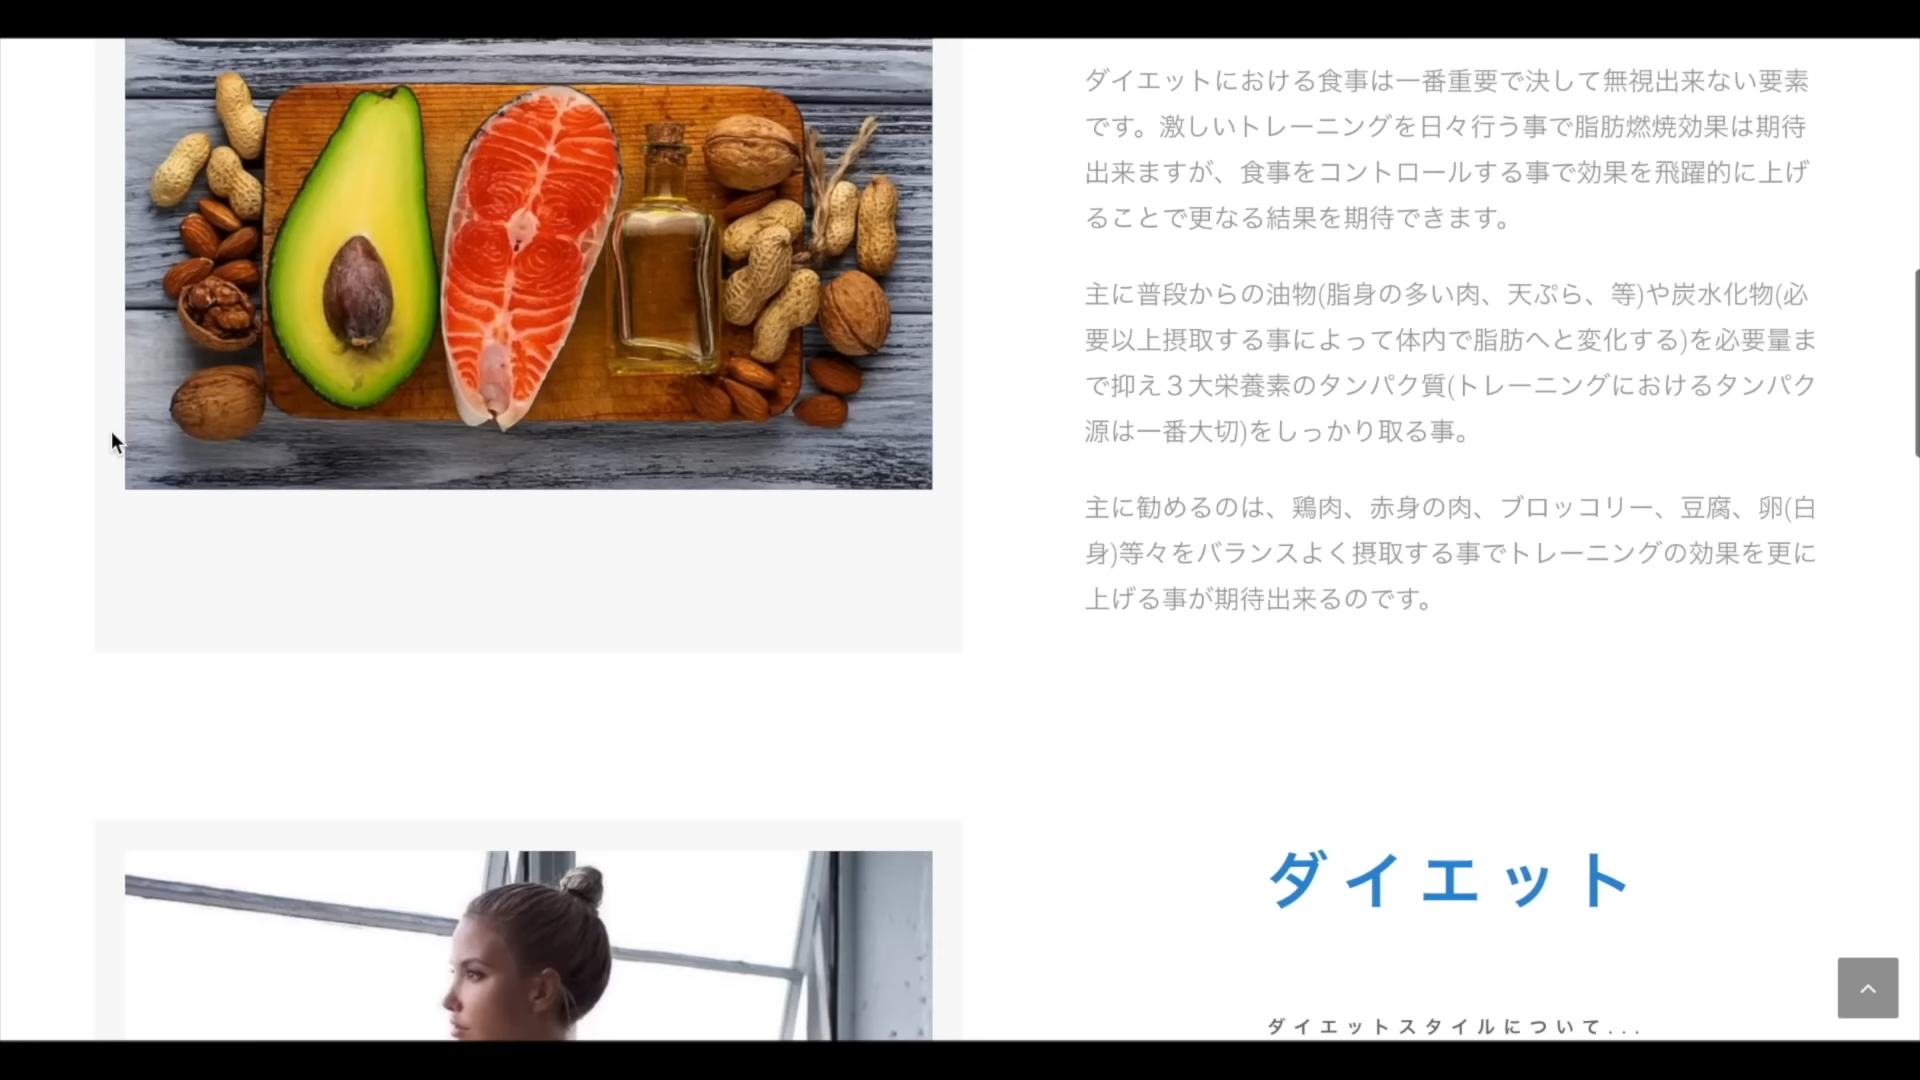 ダイエットにおける食事は一番重要で決して無視出来ない要素
です。激しいトレーニングを日々行う事で脂肪燃焼効果は期待
出来ますが、食事をコントロールする事で効果を飛躍的に上げ
ることで更なる結果を期待できます。
主に普段からの油物(脂身の多い肉、天ぷら、等)や炭水化物(必
要以上摂取する事によって体内で脂肪へと変化する)を必要量ま
で抑え３大栄養素のタンパク質(トレーニングにおけるタンパク
源は一番大切)をしっかり取る事。
主に勧めるのは、鶏肉、赤身の肉、ブロッコリー、豆腐、卵(白
身)等々をバランスよく摂取する事でトレーニングの効果を更に
上げる事が期待出来るのです。
ダイエット
ダイエットスタイルについて...